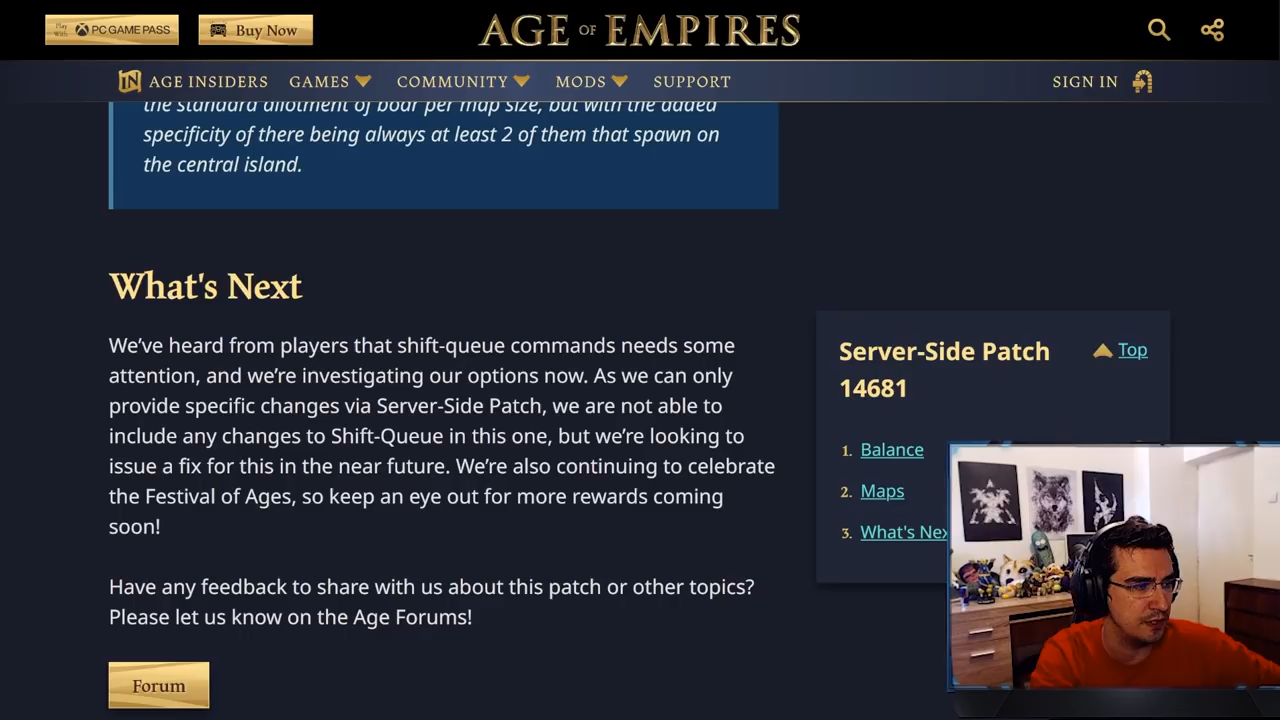 Play With PC GAME PASS
Buy Now
AGE OF EMPIRES
IN AGE INSIDERS GAMES COMMUNITY MODS SUPPORT SIGN IN
the standard allotment of boar per map size, but with the added
specificity of there being always at least 2 of them that spawn on
the central island.
What's Next
We've heard from players that shift-queue commands needs some
attention, and we're investigating our options now. As we can only
provide specific changes via Server-Side Patch, we are not able to
include any changes to Shift-Queue in this one, but we're looking to
issue a fix for this in the near future. We're also continuing to celebrate
the Festival of Ages, so keep an eye out for more rewards coming
soon!
Have any feedback to share with us about this patch or other topics?
Please let us know on the Age Forums!
Forum
Server-Side Patch
14681
Top
1. Balance
2. Maps
3. What's Nex